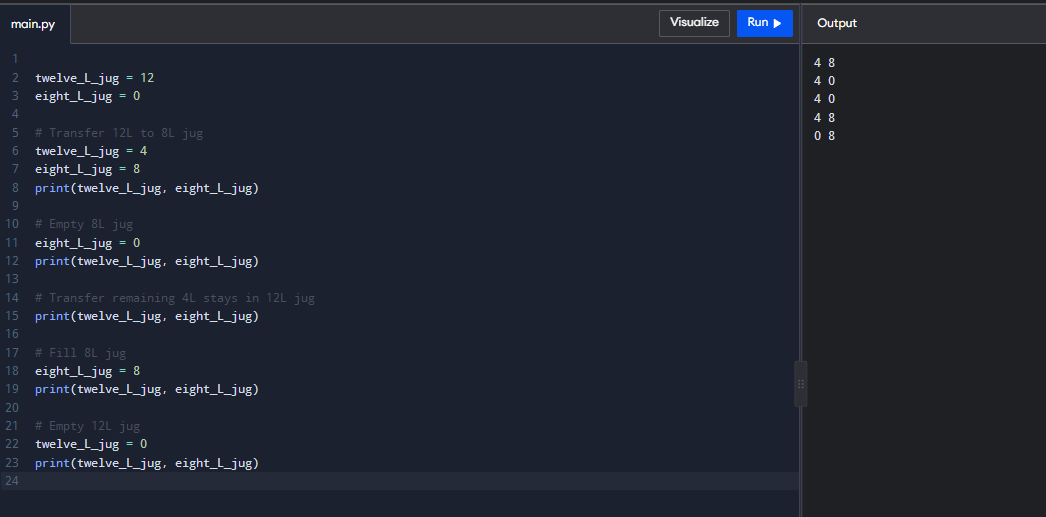 main.py
Visualize
Run
Output
1
2 twelve_L_jug = 12
3 eight_L_jug = 0
4
5 # Transfer 12L to 8L jug
6 twelve_L_jug = 4
7 eight_L_jug = 8
8 print(twelve_L_jug, eight_L_jug)
9
10 # Empty 8L jug
11 eight_L_jug = 0
12 print(twelve_L_jug, eight_L_jug)
13
14 # Transfer remaining 4L stays in 12L jug
15 print(twelve_L_jug, eight_L_jug)
16
17 # Fill 8L jug
18 eight_L_jug = 8
19 print(twelve_L_jug, eight_L_jug)
20
21 # Empty 12L jug
22 twelve_L_jug = 0
23 print(twelve_L_jug, eight_L_jug)
24
4 8
4 0
4 0
4 8
0 8